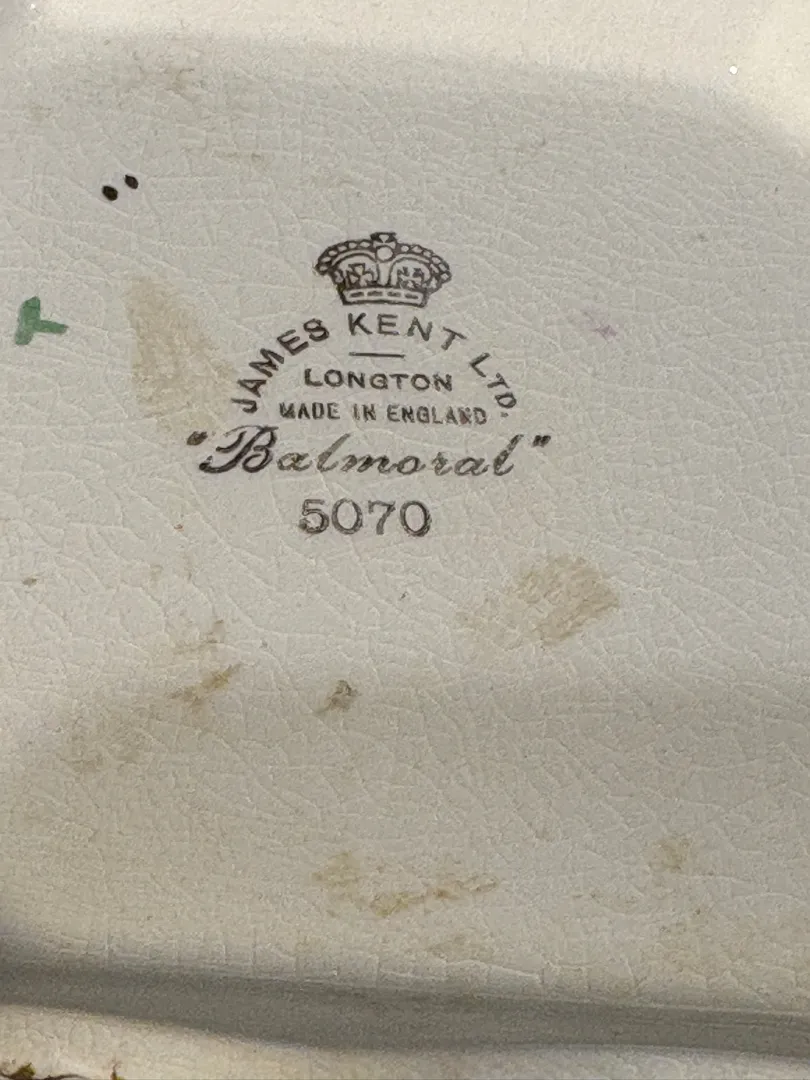 JAMES KENT LTD.
LONGTON
MADE IN ENGLAND
"Balmoral"
5070